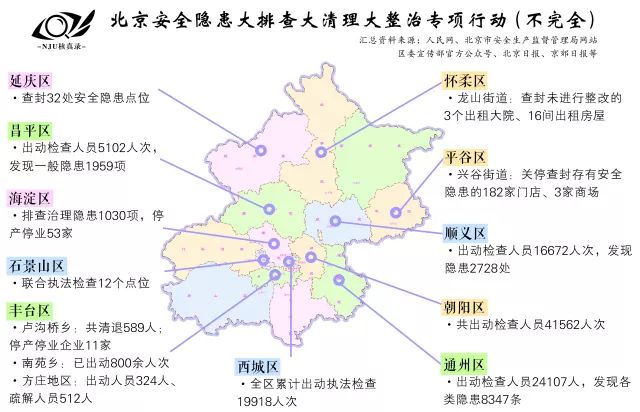 北京安全隐患大排查大清理大整治专项行动（不完全）
-NJU核真录-
汇总资料来源：人民网、北京市安全生产监督管理局网站
区委宣传部官方公众号、北京日报、京郊日报等
延庆区
• 查封32处安全隐患点位
昌平区
• 出动检查人员5102人次，
发现一般隐患1959项
海淀区
• 排查治理隐患1030项，停
产停业53家
石景山区
• 联合执法检查12个点位
丰台区
• 卢沟桥乡：共清退589人；
停产停业企业11家
• 南苑乡：已出动800余人次
• 方庄地区：出动人员324人、
疏解人员512人
西城区
• 全区累计出动执法检查
19918人次
怀柔区
• 龙山街道：查封未进行整改的
3个出租大院、16间出租房屋
平谷区
• 兴谷街道：关停查封存有安全
隐患的182家门店、3家商场
顺义区
• 出动检查人员16672人次，发现
隐患2728处
朝阳区
• 共出动检查人员41562人次
通州区
• 出动检查人员24107人，发现各
类隐患8347条